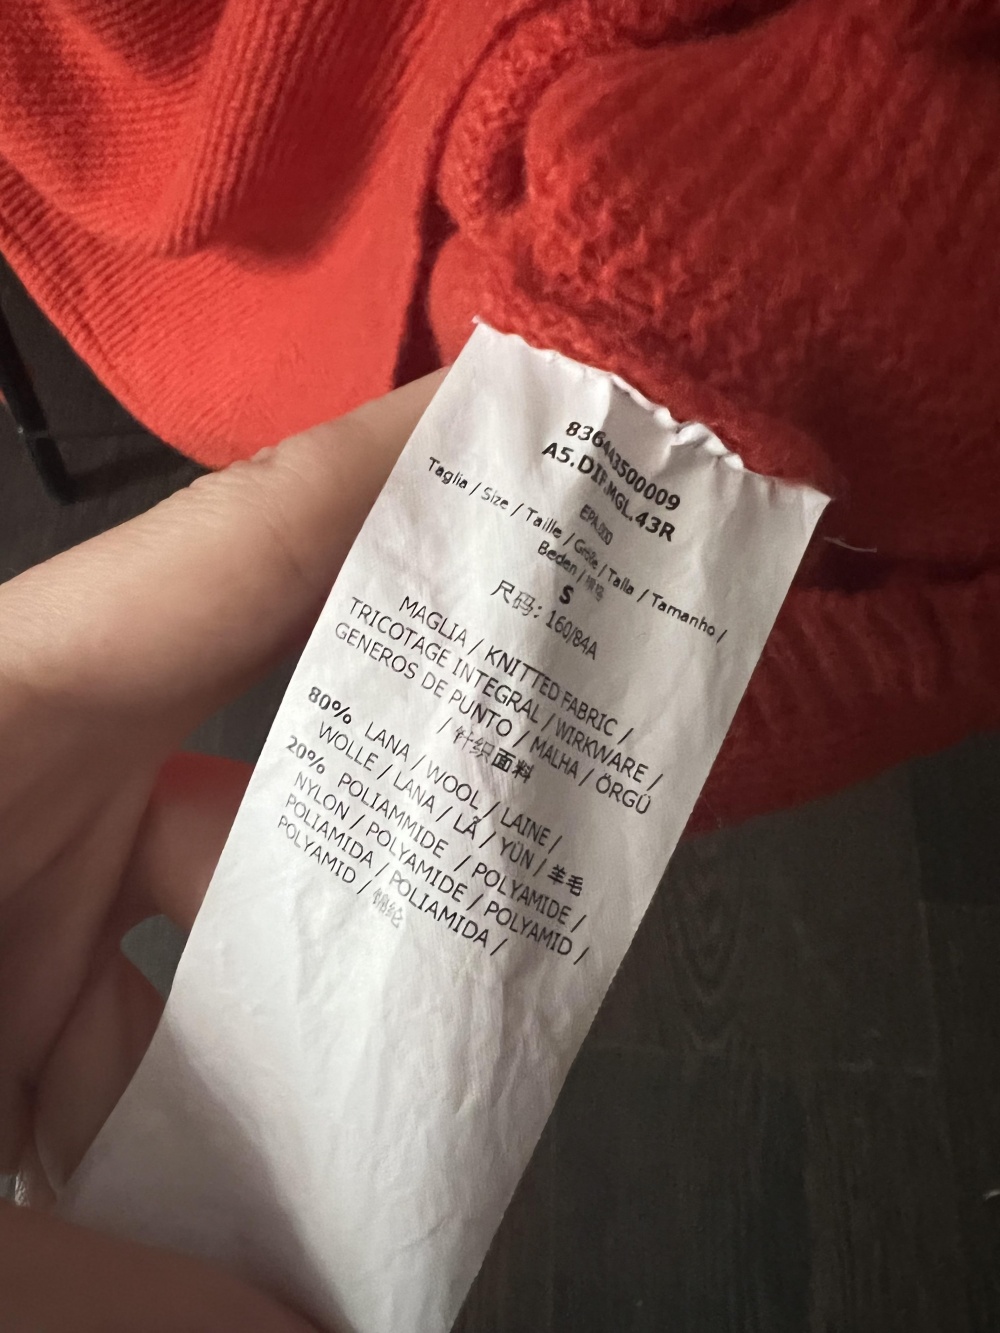 836443500009
A5.DIF.MGL.43R
Taglia / Size / Taille / Größe / Talla / Tamanho /
Beden / 尺码
S
尺码: 160/84A
MAGLIA / KNITTED FABRIC /
TRICOTAGE INTEGRAL / WIRKWARE /
GENEROS DE PUNTO / MALHA / ÖRGÜ
/ 针织面料
80% LANA / WOOL / LAINE /
WOLLE / LANA / LÃ / YÜN / 羊毛
20% POLIAMMIDE / POLYAMIDE /
NYLON / POLYAMIDE / POLYAMID /
POLIAMIDA / POLIAMIDA /
POLYAMID / 锦纶